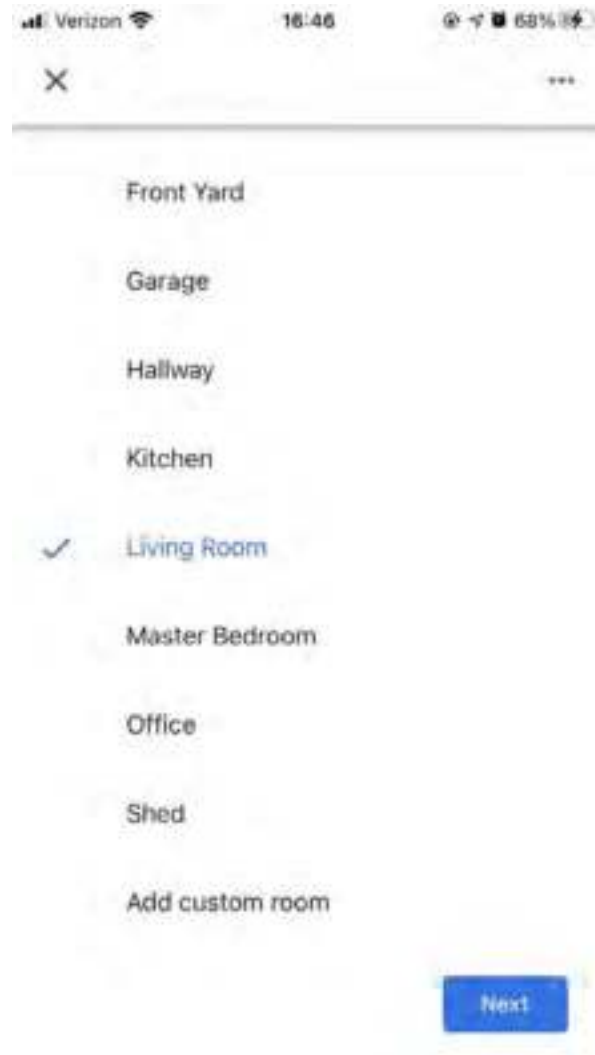 Verizon 16:46 68%
Front Yard
Garage
Hallway
Kitchen
Living Room
Master Bedroom
Office
Shed
Add custom room
Next